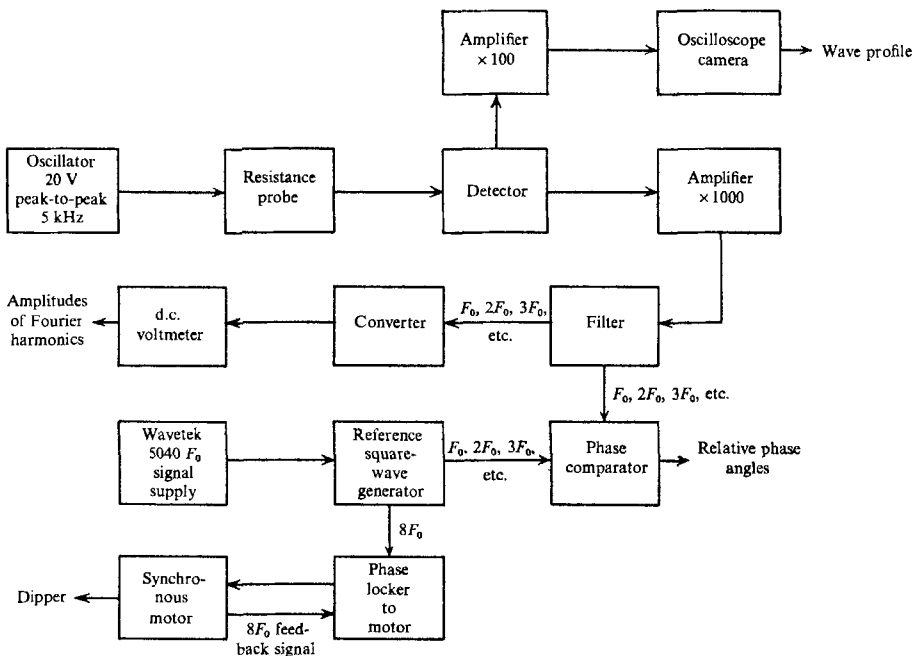 Amplifier
× 100
Oscilloscope
camera
Wave profile
Oscillator
20 V
peak-to-peak
5 kHz
Resistance
probe
Detector
Amplifier
× 1000
Amplitudes
of Fourier
harmonics
d.c.
voltmeter
Converter
F₀, 2F₀, 3F₀,
etc.
Filter
F₀, 2F₀, 3F₀, etc.
Wavetek
5040 F₀
signal
supply
Reference
square-
wave
generator
F₀, 2F₀, 3F₀,
etc.
Phase
comparator
Relative phase
angles
8F₀
Dipper
Synchro-
nous
motor
8F₀ feed-
back signal
Phase
locker
to
motor